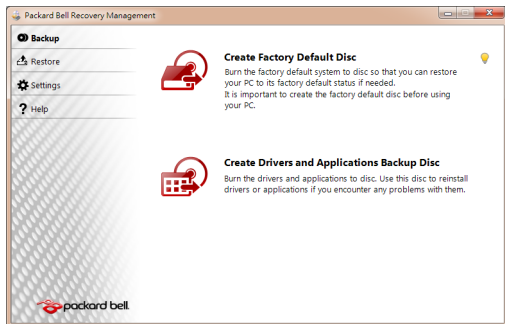 Packard Bell Recovery Management
Backup
Restore
Settings
Help
Create Factory Default Disc
Burn the factory default system to disc so that you can restore
your PC to its factory default status if needed.
It is important to create the factory default disc before using
your PC.
Create Drivers and Applications Backup Disc
Burn the drivers and applications to disc. Use this disc to reinstall
drivers or applications if you encounter any problems with them.
packard bell.